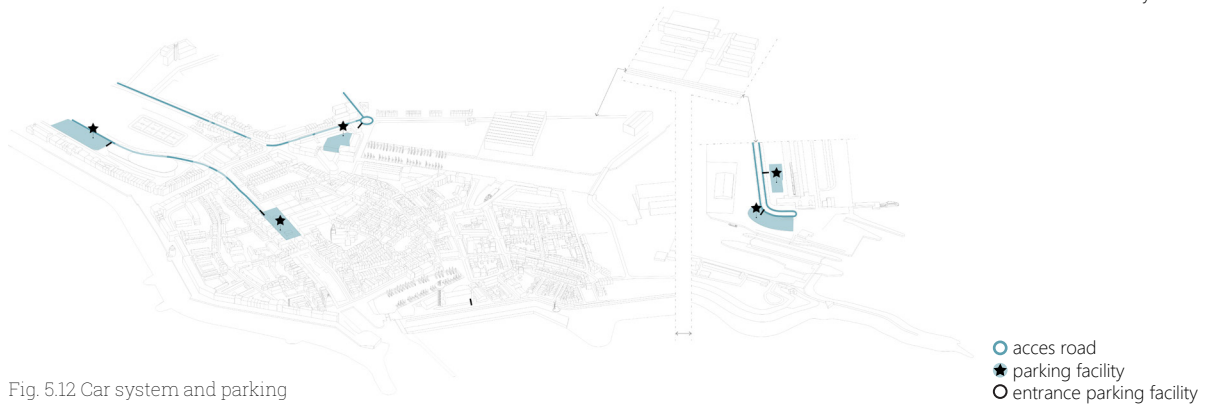 acces road
parking facility
entrance parking facility
Fig. 5.12 Car system and parking